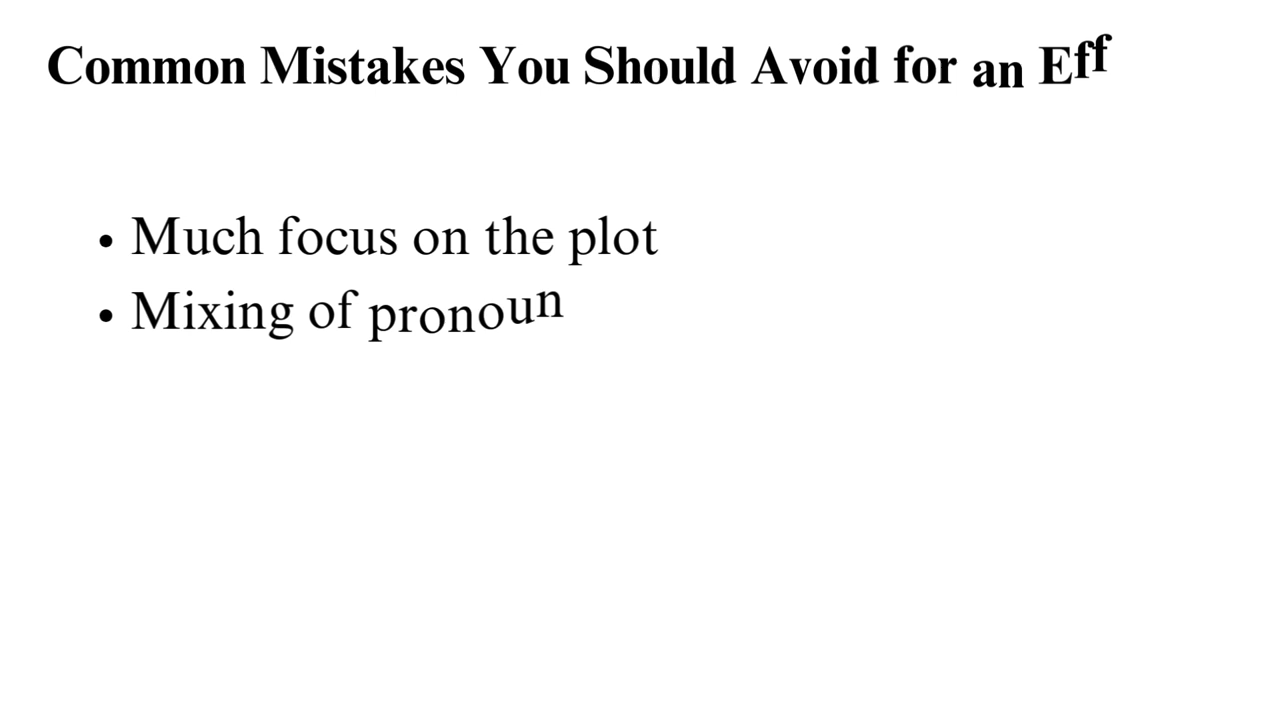 Common Mistakes You Should Avoid for an Eff
• Much focus on the plot
• Mixing of pronoun